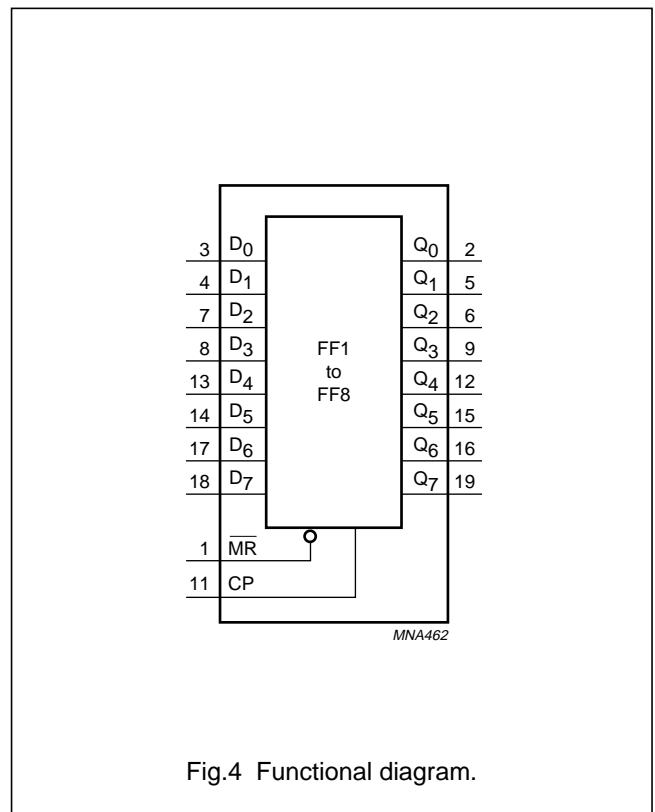 3 D0 Q0 2
4 D1 Q1 5
7 D2 Q2 6
8 D3 Q3 9
13 D4 Q4 12
14 D5 Q5 15
17 D6 Q6 16
18 D7 Q7 19
FF1
to
FF8
1 M̅R̅
11 CP
MNA462
Fig.4 Functional diagram.